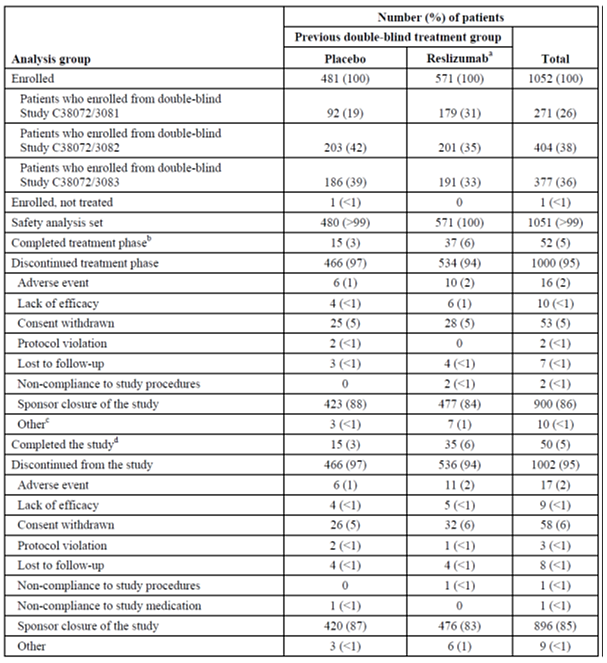 Number (%) of patients
Previous double-blind treatment group
Analysis group Placebo Reslizumabᵃ Total
Enrolled 481 (100) 571 (100) 1052 (100)
Patients who enrolled from double-blind
Study C38072/3081 92 (19) 179 (31) 271 (26)
Patients who enrolled from double-blind
Study C38072/3082 203 (42) 201 (35) 404 (38)
Patients who enrolled from double-blind
Study C38072/3083 186 (39) 191 (33) 377 (36)
Enrolled, not treated 1 (<1) 0 1 (<1)
Safety analysis set 480 (>99) 571 (100) 1051 (>99)
Completed treatment phaseᵇ 15 (3) 37 (6) 52 (5)
Discontinued treatment phase 466 (97) 534 (94) 1000 (95)
Adverse event 6 (1) 10 (2) 16 (2)
Lack of efficacy 4 (<1) 6 (1) 10 (<1)
Consent withdrawn 25 (5) 28 (5) 53 (5)
Protocol violation 2 (<1) 0 2 (<1)
Lost to follow-up 3 (<1) 4 (<1) 7 (<1)
Non-compliance to study procedures 0 2 (<1) 2 (<1)
Sponsor closure of the study 423 (88) 477 (84) 900 (86)
Otherᶜ 3 (<1) 7 (1) 10 (<1)
Completed the studyᵈ 15 (3) 35 (6) 50 (5)
Discontinued from the study 466 (97) 536 (94) 1002 (95)
Adverse event 6 (1) 11 (2) 17 (2)
Lack of efficacy 4 (<1) 5 (<1) 9 (<1)
Consent withdrawn 26 (5) 32 (6) 58 (6)
Protocol violation 2 (<1) 1 (<1) 3 (<1)
Lost to follow-up 4 (<1) 4 (<1) 8 (<1)
Non-compliance to study procedures 0 1 (<1) 1 (<1)
Non-compliance to study medication 1 (<1) 0 1 (<1)
Sponsor closure of the study 420 (87) 476 (83) 896 (85)
Other 3 (<1) 6 (1) 9 (<1)